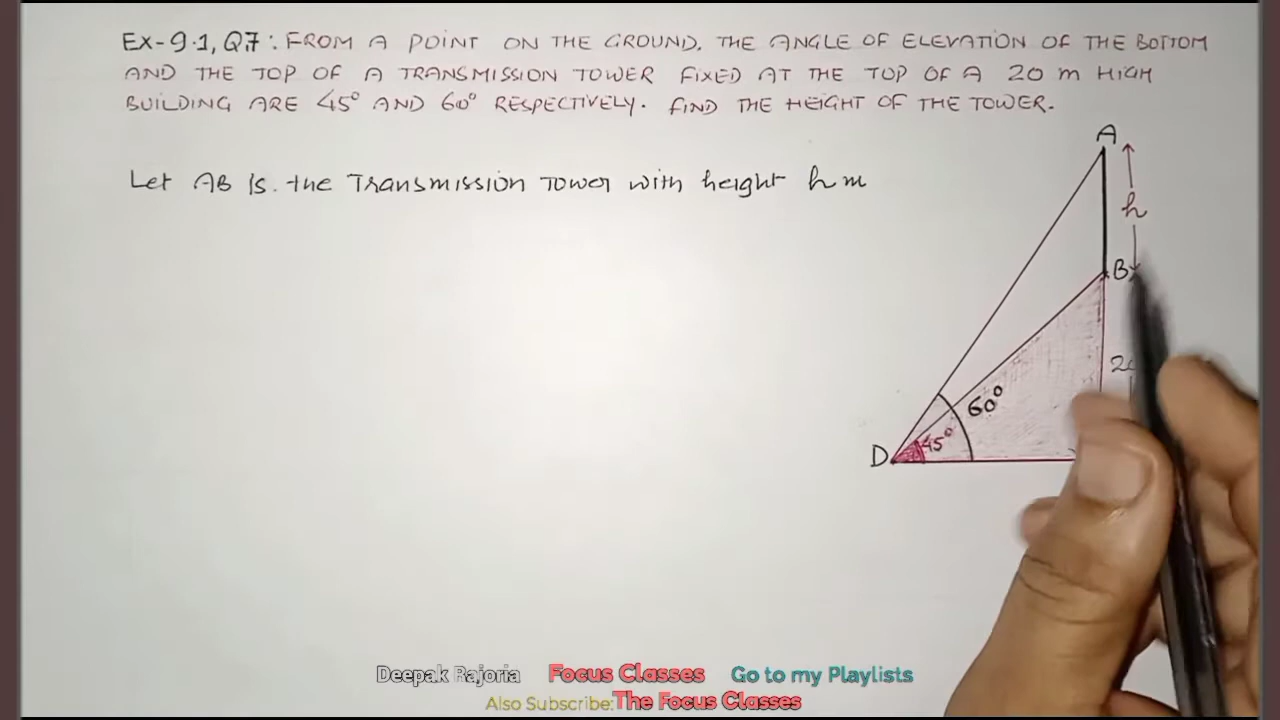 Ex-9.1, Q7: FROM A POINT ON THE GROUND, THE ANGLE OF ELEVATION OF THE BOTTOM
AND THE TOP OF A TRANSMISSION TOWER FIXED AT THE TOP OF A 20 m HIGH
BUILDING ARE 45° AND 60° RESPECTIVELY. FIND THE HEIGHT OF THE TOWER.
Let AB is the Transmission Tower with height h m
A
h
B
60°
45°
D
Deepak Rajoria Focus Classes Go to my Playlists
Also Subscribe: The Focus Classes